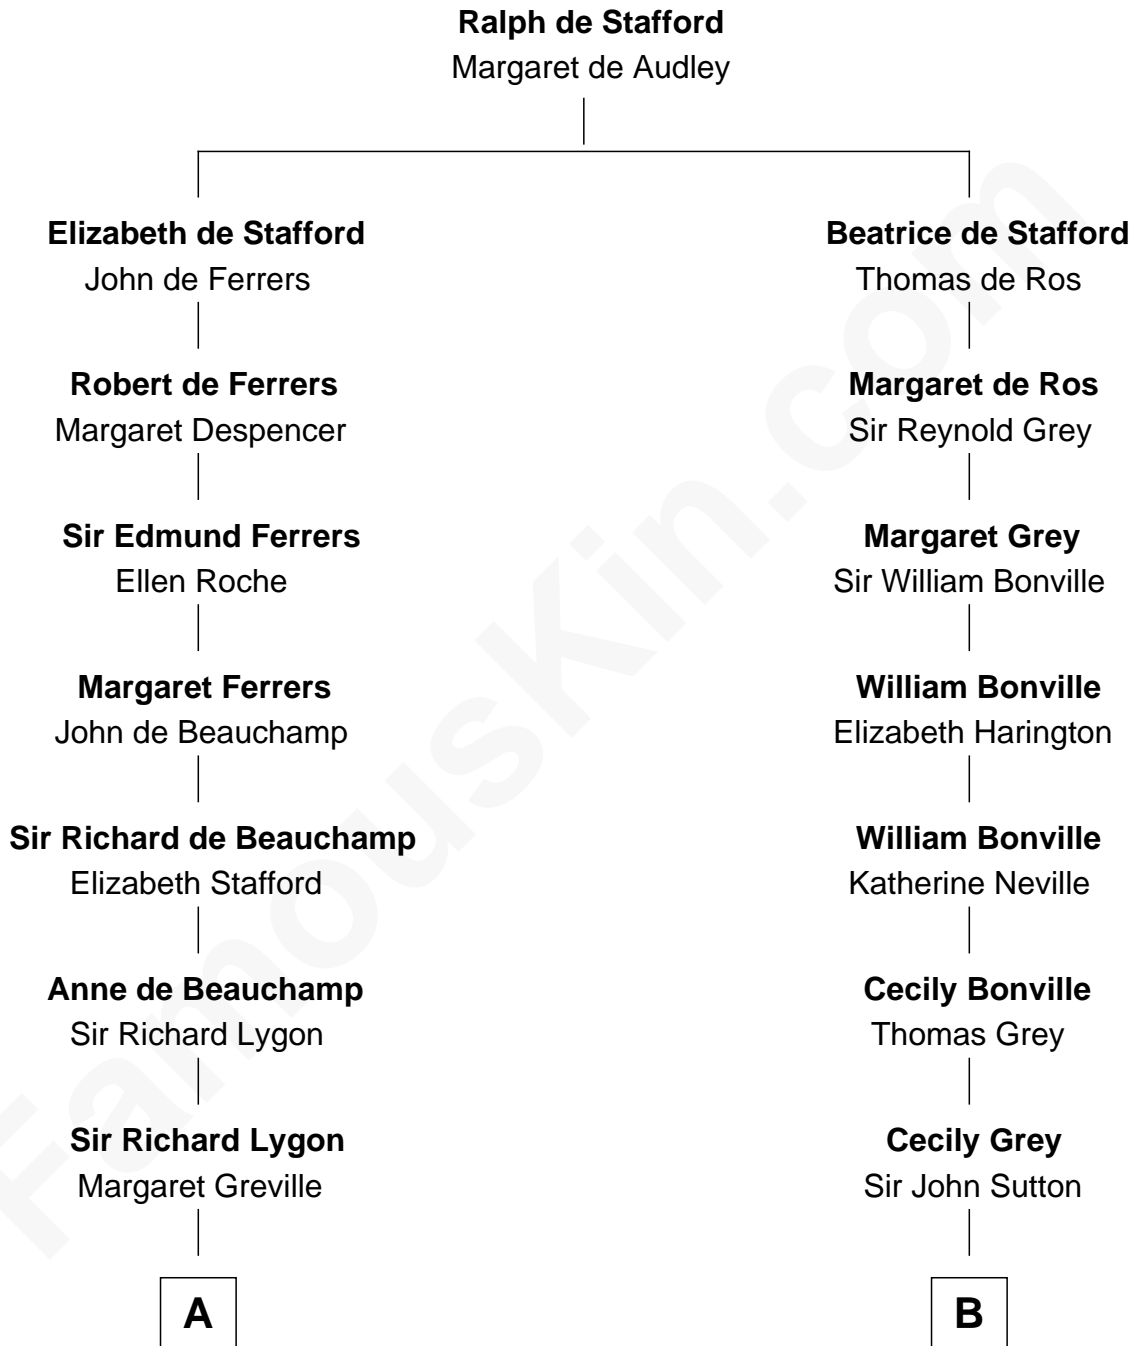 Ralph de Stafford
Margaret de Audley
Elizabeth de Stafford
John de Ferrers
Robert de Ferrers
Margaret Despencer
Sir Edmund Ferrers
Ellen Roche
Margaret Ferrers
John de Beauchamp
Sir Richard de Beauchamp
Elizabeth Stafford
Anne de Beauchamp
Sir Richard Lygon
Sir Richard Lygon
Margaret Greville
A
Beatrice de Stafford
Thomas de Ros
Margaret de Ros
Sir Reynold Grey
Margaret Grey
Sir William Bonville
William Bonville
Elizabeth Harington
William Bonville
Katherine Neville
Cecily Bonville
Thomas Grey
Cecily Grey
Sir John Sutton
B
FamousKin.com